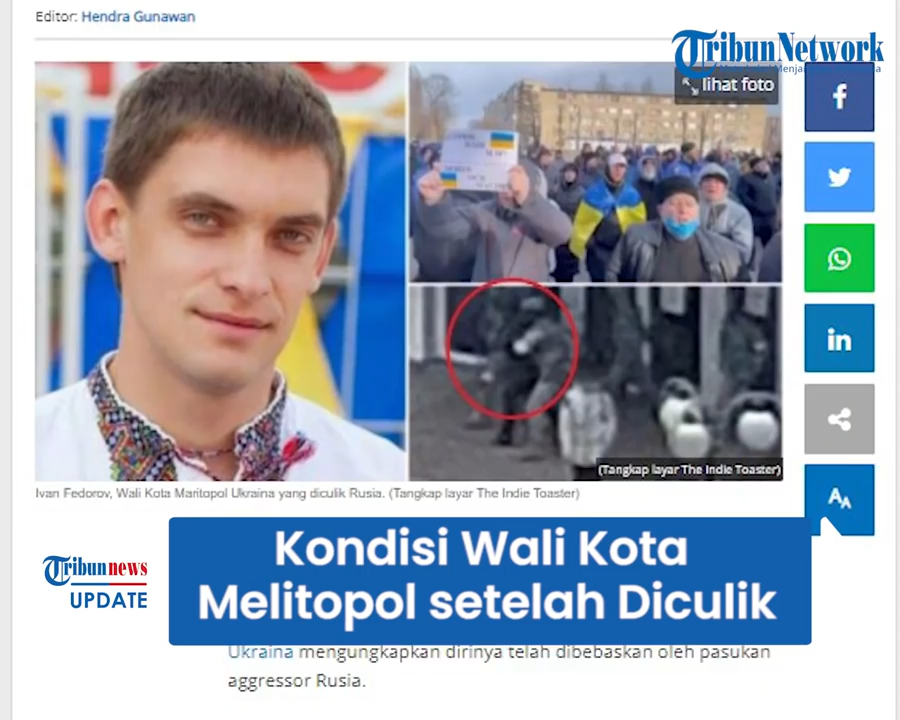 Editor: Hendra Gunawan
Tribun Network
lihat foto
(Tangkap layar The Indie Toaster)
Ivan Fedorov, Wali Kota Maritopol Ukraina yang diculik Rusia. (Tangkap layar The Indie Toaster)
Tribunnews
UPDATE
Kondisi Wali Kota
Melitopol setelah Diculik
Ukraina mengungkapkan dirinya telah dibebaskan oleh pasukan
aggressor Rusia.